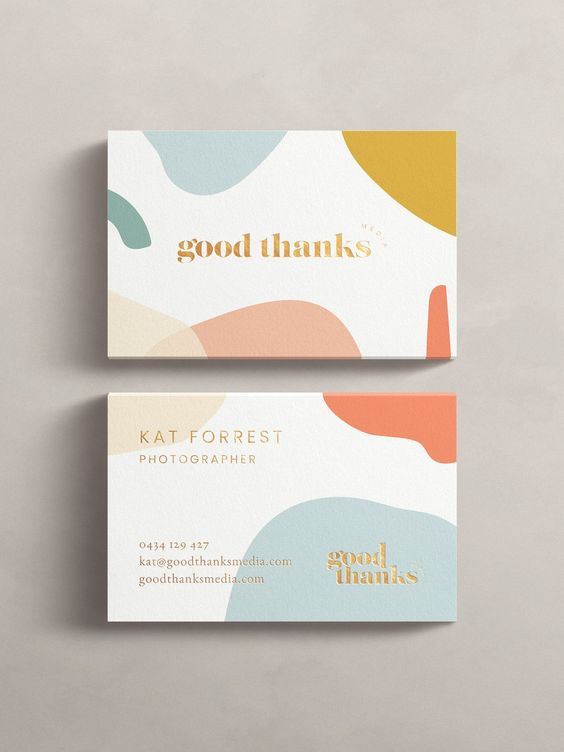 good thanks
MEDIA
KAT FORREST
PHOTOGRAPHER
0434 129 427
kat@goodthanksmedia.com
goodthanksmedia.com
good
thanks